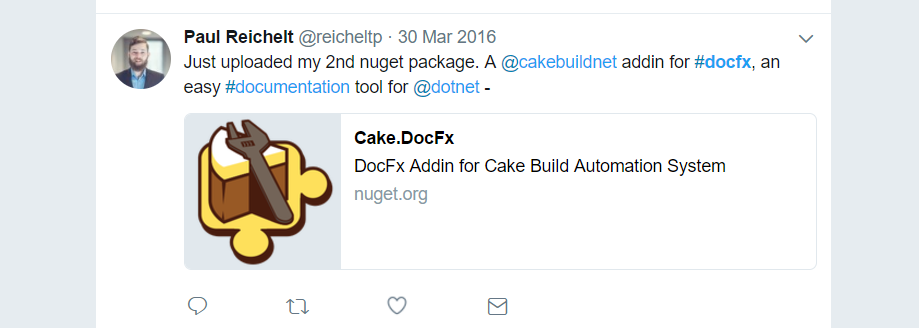 Paul Reichelt @reicheltp · 30 Mar 2016
Just uploaded my 2nd nuget package. A @cakebuildnet addin for #docfx, an
easy #documentation tool for @dotnet -
Cake.DocFx
DocFx Addin for Cake Build Automation System
nuget.org